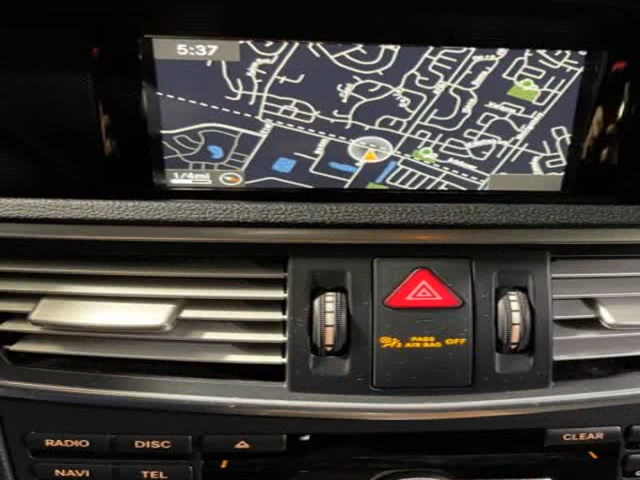 5:37
1/4mi
PASS
AIR BAG OFF
RADIO
DISC
CLEAR
NAVI
TEL